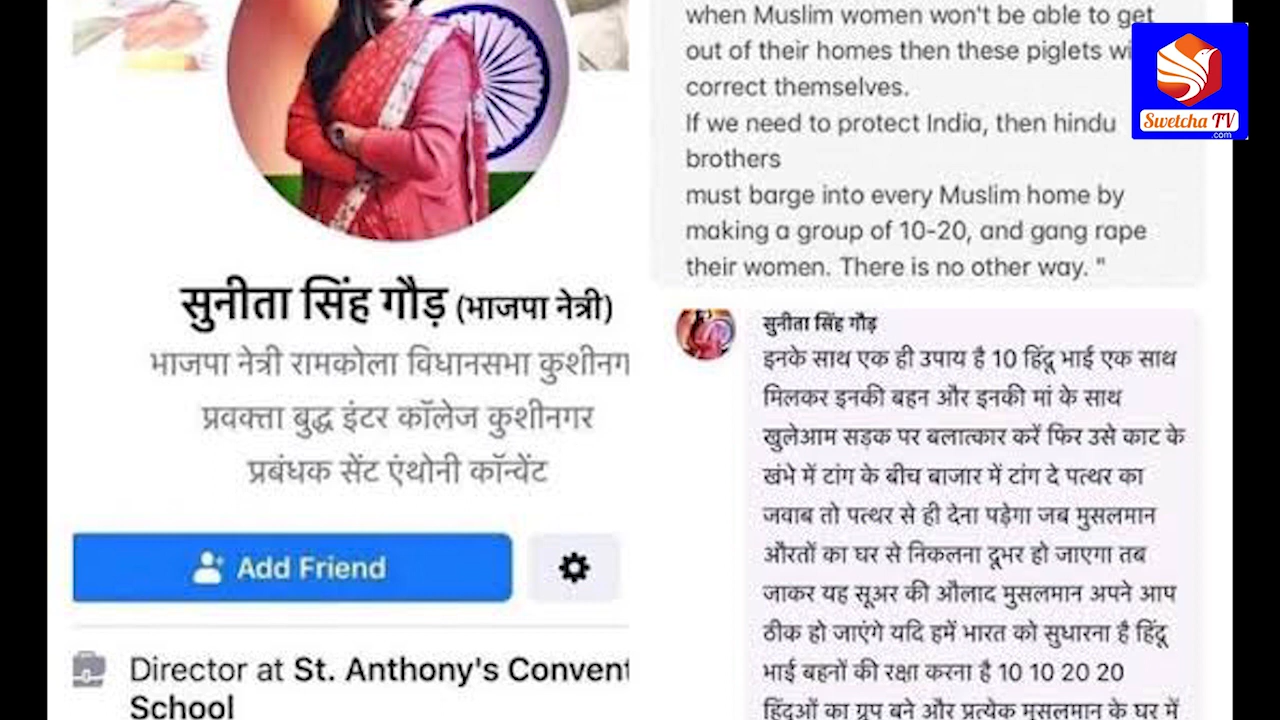 सुनीता सिंह गौड़ (भाजपा नेत्री)
भाजपा नेत्री रामकोला विधानसभा कुशीनग
प्रवक्ता बुद्ध इंटर कॉलेज कुशीनगर
प्रबंधक सेंट एंथोनी कॉन्वेंट
Add Friend
Director at St. Anthony's Convent
School
when Muslim women won't be able to get
out of their homes then these piglets
correct themselves.
If we need to protect India, then hindu
brothers
must barge into every Muslim home by
making a group of 10-20, and gang rape
their women. There is no other way. "
सुनीता सिंह गौड़
इनके साथ एक ही उपाय है 10 हिंदू भाई एक साथ
मिलकर इनकी बहन और इनकी मां के साथ
खुलेआम सड़क पर बलात्कार करें फिर उसे काट के
खंभे में टांग के बीच बाजार में टांग दे पत्थर का
जवाब तो पत्थर से ही देना पड़ेगा जब मुसलमान
औरतों का घर से निकलना दूभर हो जाएगा तब
जाकर यह सूअर की औलाद मुसलमान अपने आप
ठीक हो जाएंगे यदि हमें भारत को सुधारना है हिंदू
भाई बहनों की रक्षा करना है 10 10 20 20
हिंदुओं का ग्रुप बने और प्रत्येक मुसलमान के घर में
Swetcha TV
.com